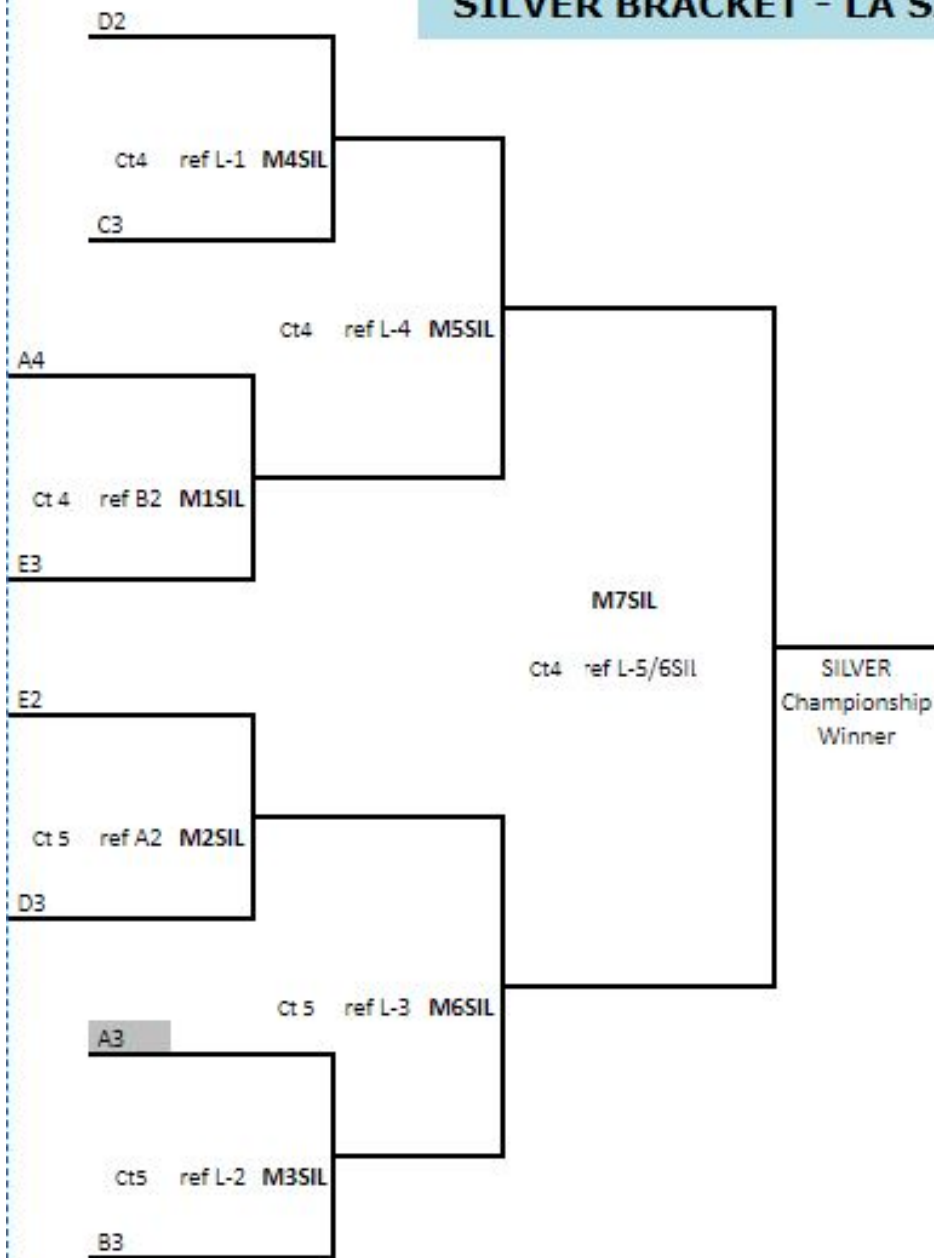 SILVER BRACKET - LA S
D2
Ct4 ref L-1 M4SIL
C3
Ct4 ref L-4 M5SIL
A4
Ct 4 ref B2 M1SIL
E3
M7SIL
Ct4 ref L-5/6SIL
SILVER
Championship
Winner
E2
Ct 5 ref A2 M2SIL
D3
Ct 5 ref L-3 M6SIL
A3
Ct5 ref L-2 M3SIL
B3